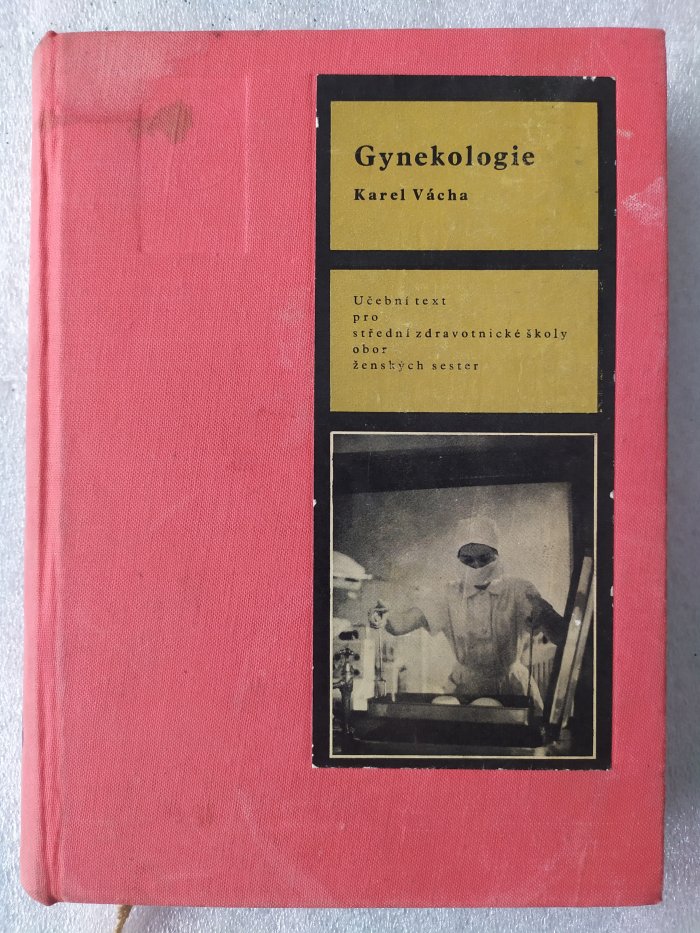 Gynekologie
Karel Vácha
Učební text
pro
střední zdravotnické školy
obor
ženských sester